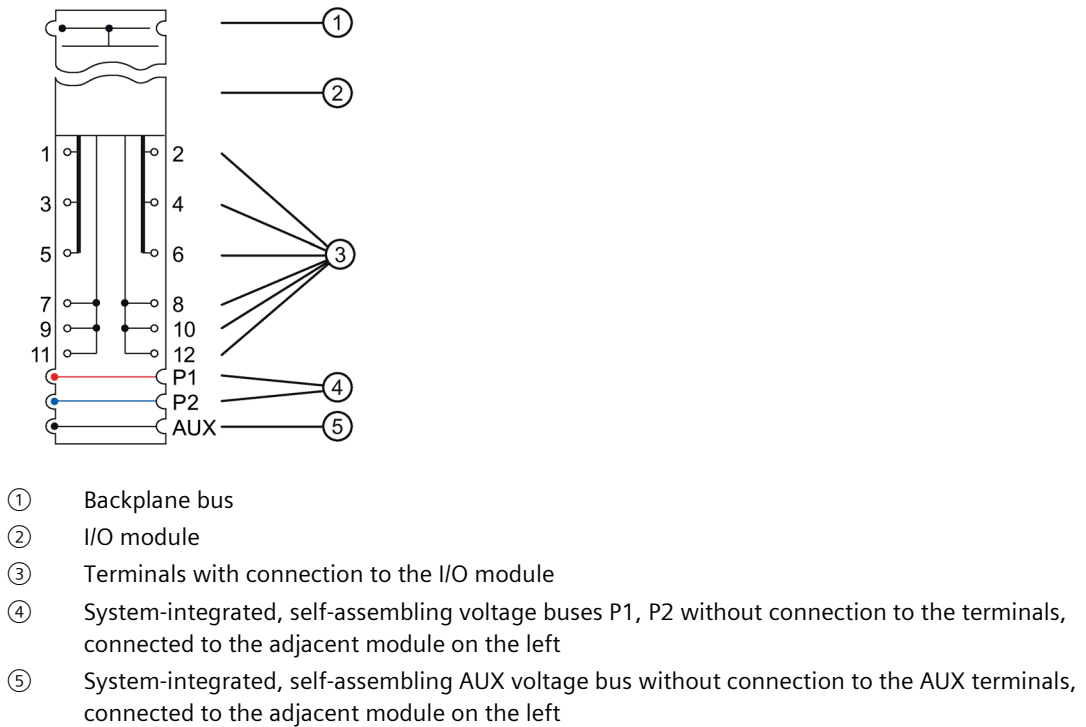 ①
②
1 2
3 4 ③
5 6
7 8
9 10
11 12
P1
④
P2
AUX ⑤
① Backplane bus
② I/O module
③ Terminals with connection to the I/O module
④ System-integrated, self-assembling voltage buses P1, P2 without connection to the terminals,
connected to the adjacent module on the left
⑤ System-integrated, self-assembling AUX voltage bus without connection to the AUX terminals,
connected to the adjacent module on the left